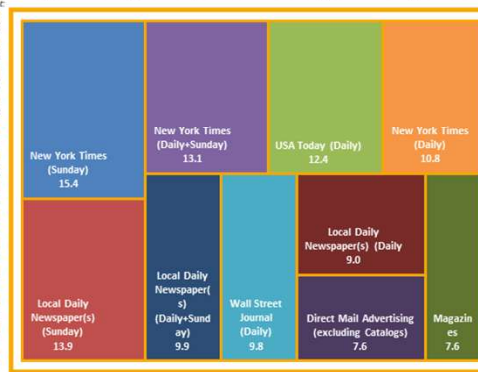 New York Times
(Sunday)
15.4
New York Times
(Daily+Sunday)
13.1
USA Today (Daily)
12.4
New York Times
(Daily)
10.8
Local Daily
Newspaper(s)
(Sunday)
13.9
Local Daily
Newspaper(
s)
(Daily+Sund
ay)
9.9
Wall Street
Journal
(Daily)
9.8
Local Daily
Newspaper(s) (Daily
9.0
Direct Mail Advertising
(excluding Catalogs)
7.6
Magazin
es
7.6